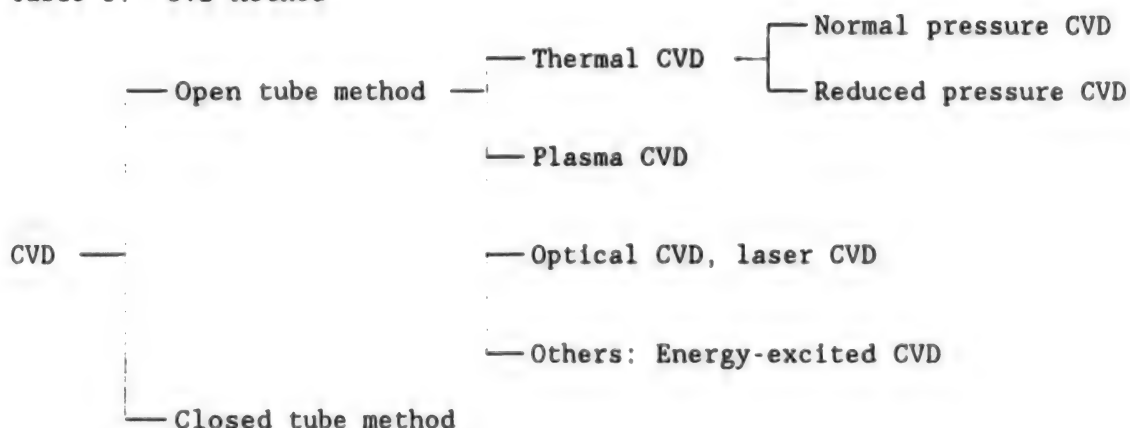 Normal pressure CVD
Thermal CVD
Open tube method
Reduced pressure CVD
Plasma CVD
CVD
Optical CVD, laser CVD
Others: Energy-excited CVD
Closed tube method